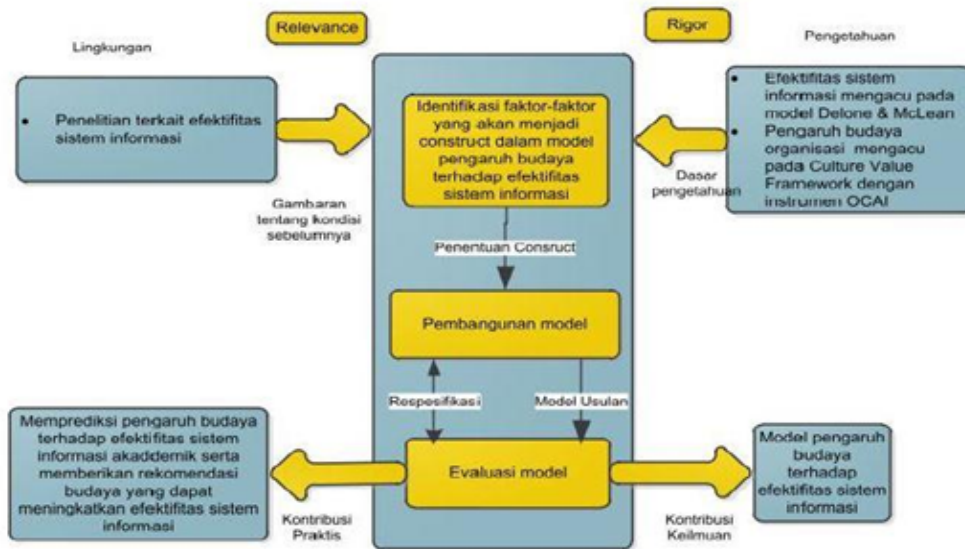 Relevance
Rigor
Lingkungan
Pengetahuan
• Penelitian terkait efektifitas
sistem informasi
Identifikasi faktor-faktor
yang akan menjadi
construct dalam model
pengaruh budaya
terhadap efektifitas
sistem informasi
• Efektifitas sistem
informasi mengacu pada
model Delone & McLean
• Pengaruh budaya
organisasi mengacu
pada Culture Value
Framework dengan
instrumen OCAI
Gambaran
tentang kondisi
sebelumnya
Dasar
pengetahuan
Penentuan Consruct
Pembangunan model
Respesifikasi
Model Usulan
Evaluasi model
Memprediksi pengaruh budaya
terhadap efektifitas sistem
informasi akaddemik serta
memberikan rekomendasi
budaya yang dapat
meningkatkan efektifitas sistem
informasi
Kontribusi
Praktis
Kontribusi
Keilmuan
Model pengaruh
budaya
terhadap
efektifitas sistem
informasi